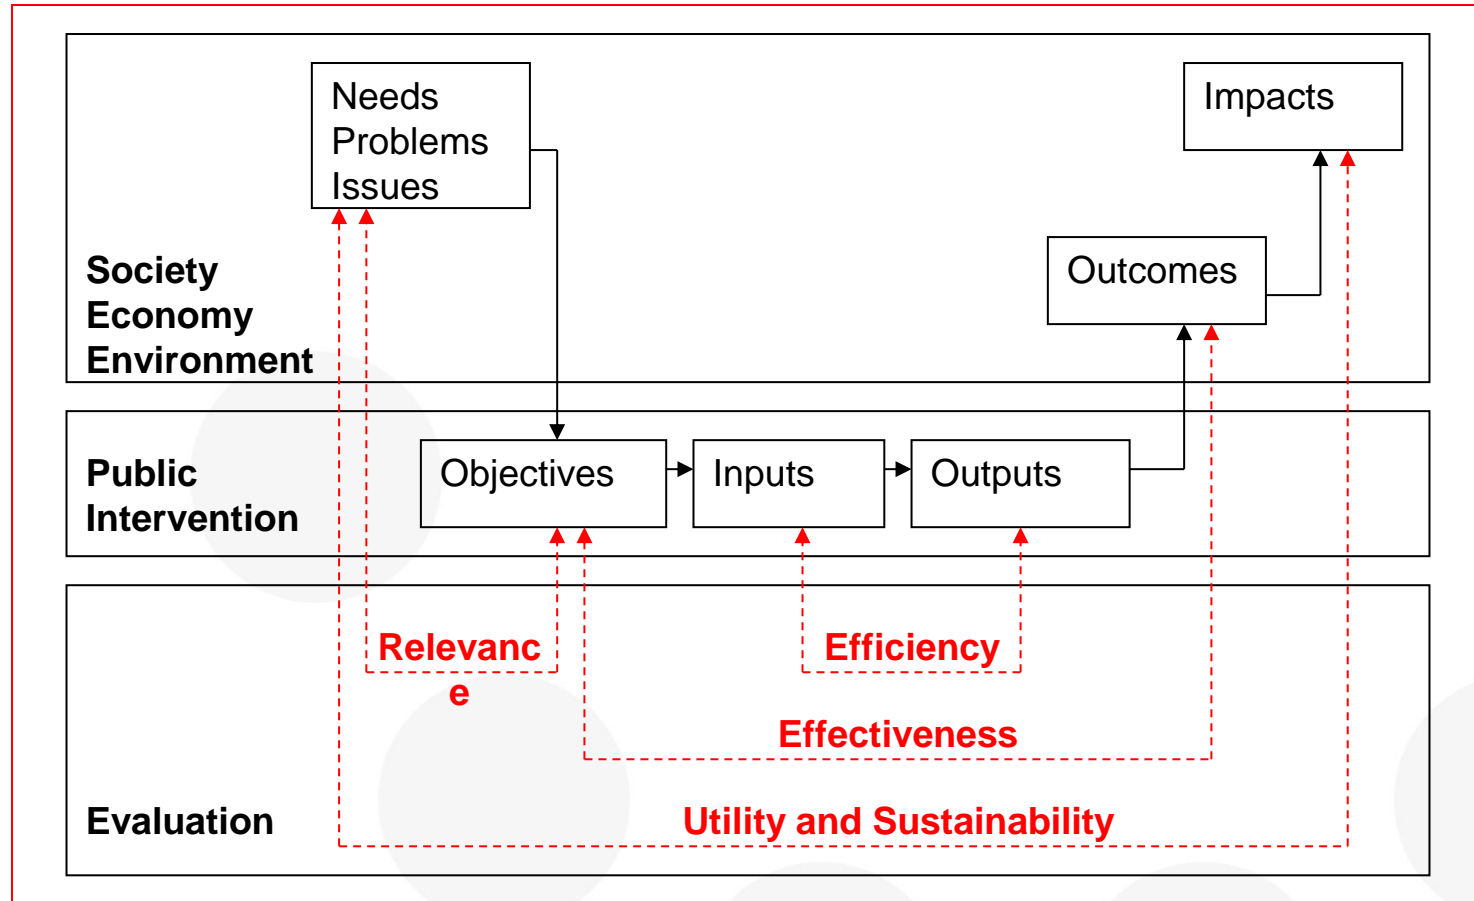 Needs
Problems
Issues
Impacts
Outcomes
Society
Economy
Environment
Public
Intervention
Objectives
Inputs
Outputs
Relevanc
e
Efficiency
Effectiveness
Evaluation
Utility and Sustainability